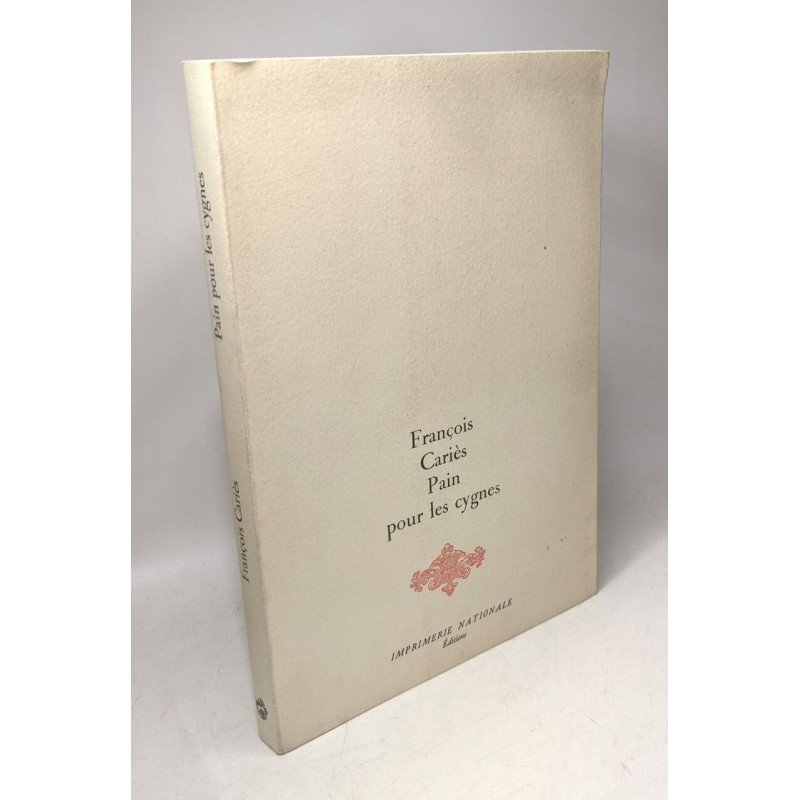 Pain pour les cygnes
François Cariès
François
Cariès
Pain
pour les cygnes
IMPRIMERIE NATIONALE
Éditions